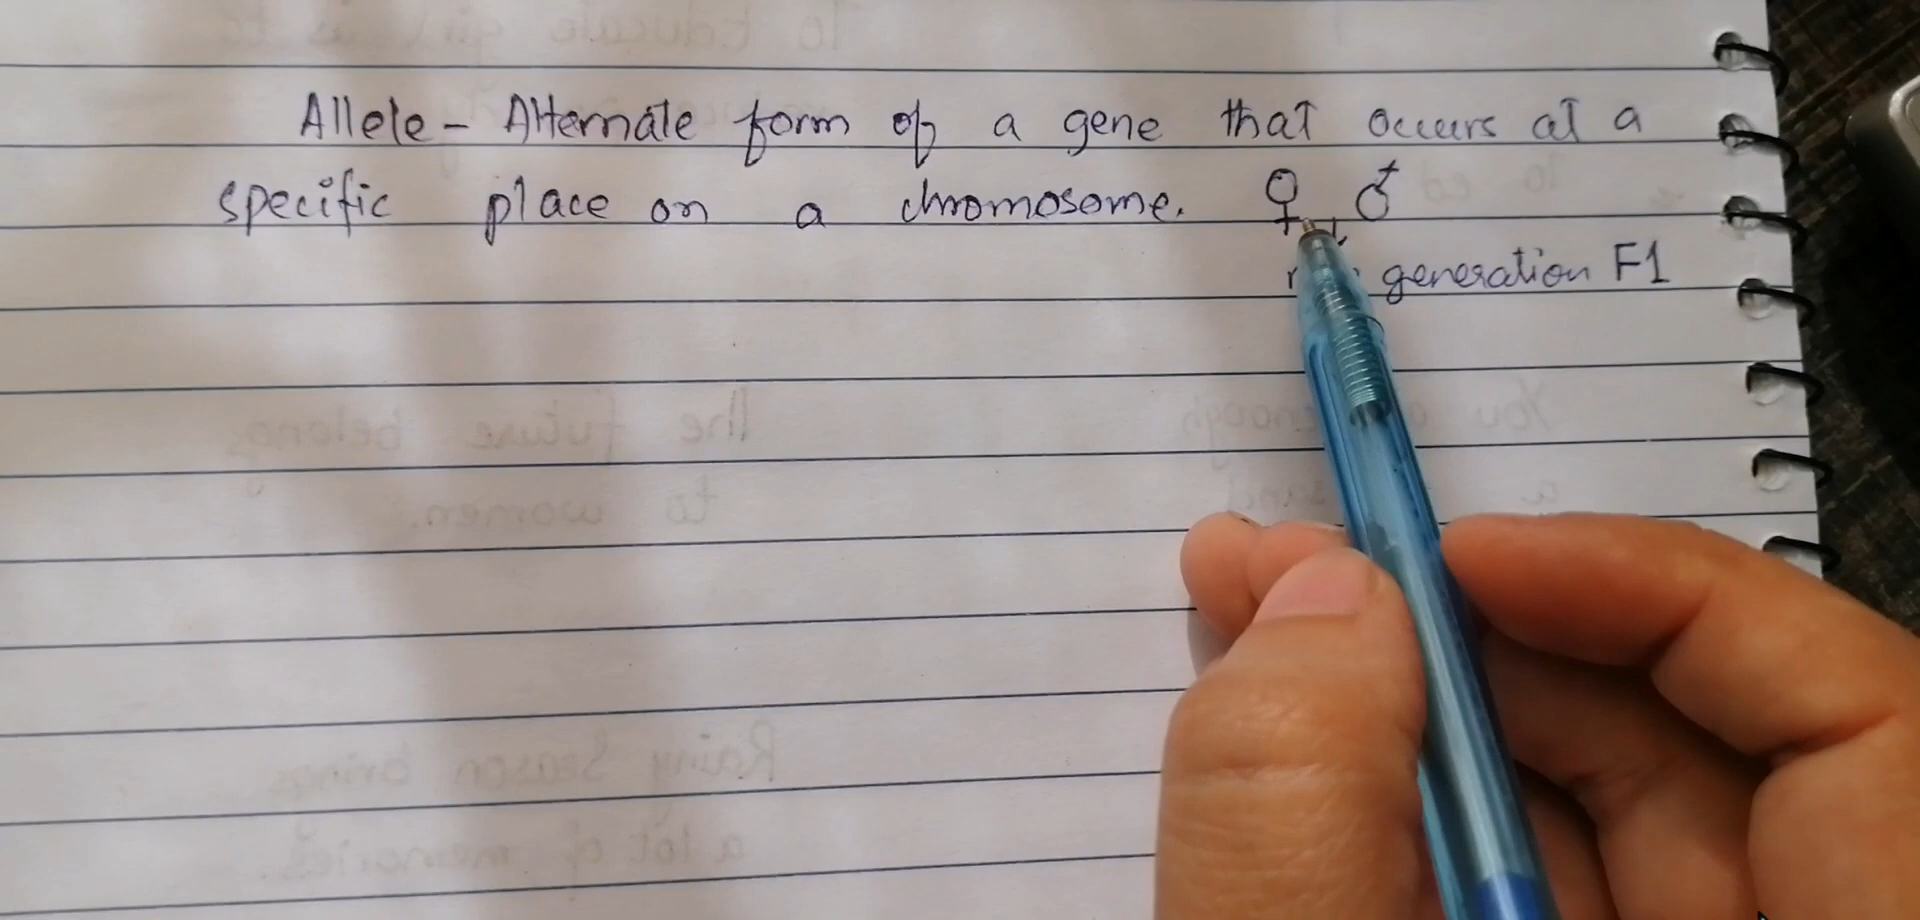 Allele - Alternate form of a gene that occurs at a
specific place on a chromosome. ♀ ♂
generation F1